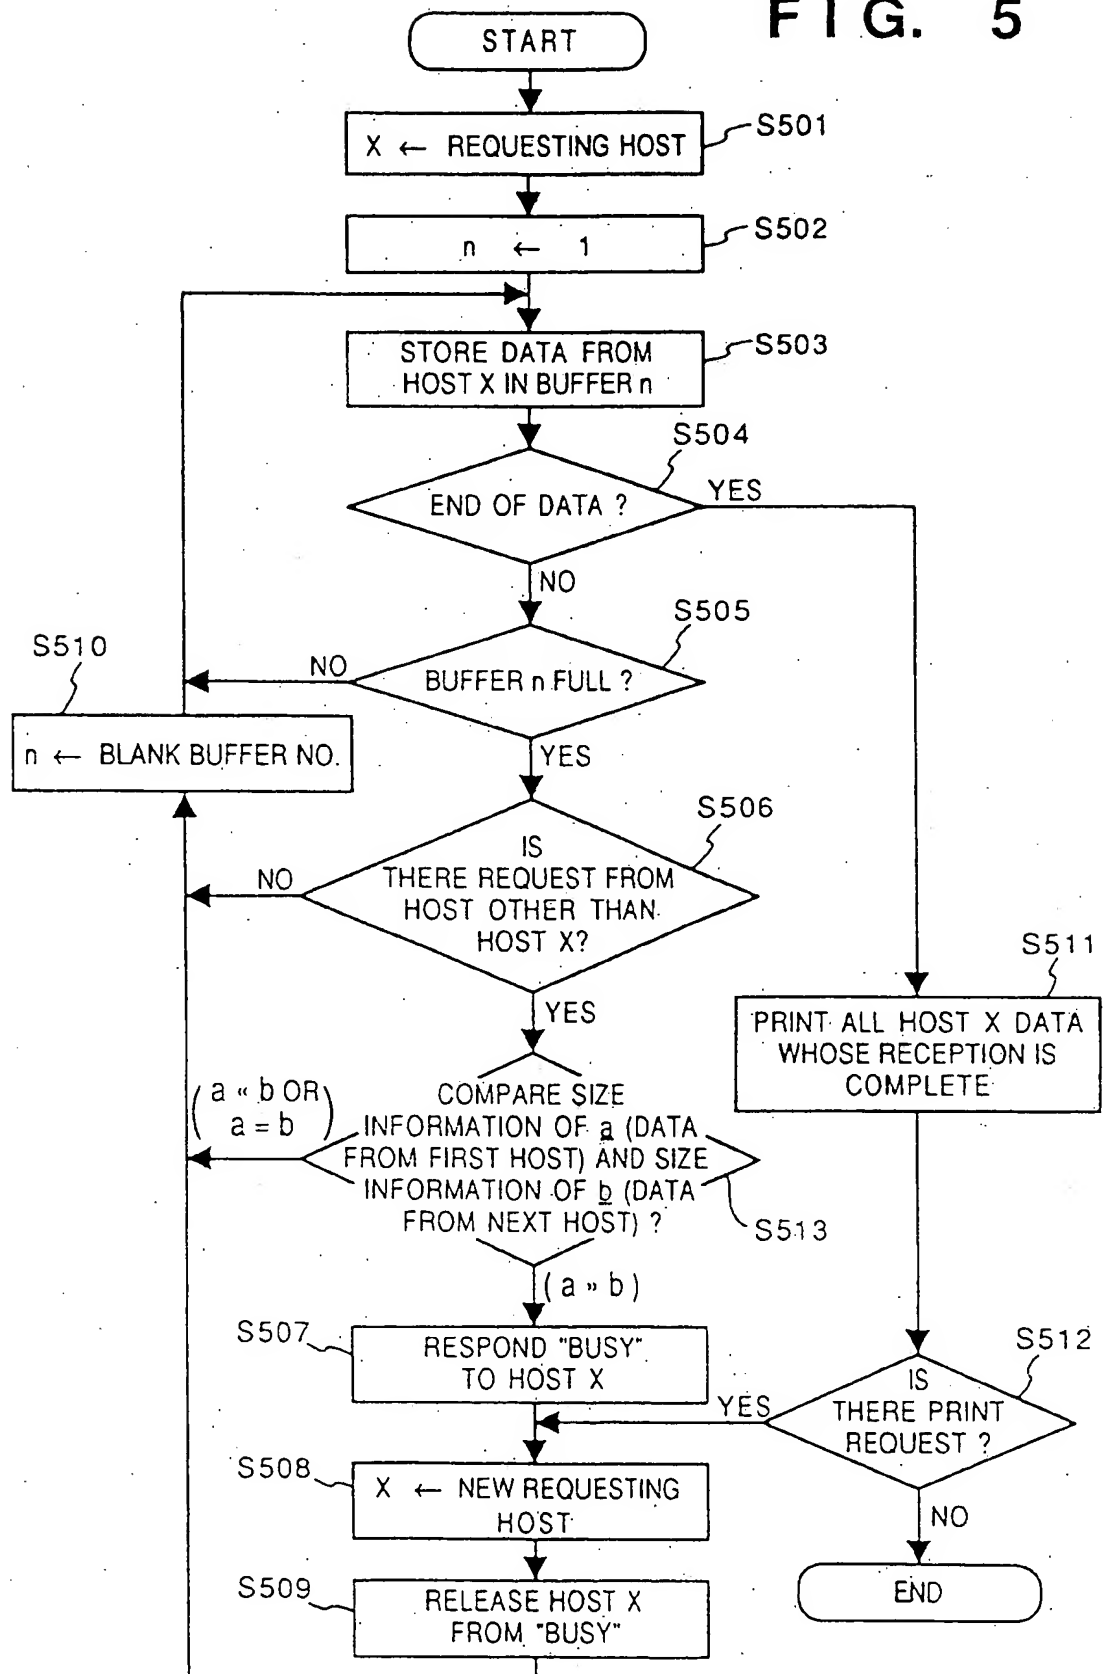 FIG. 5
START
X ← REQUESTING HOST
S501
n ← 1
S502
STORE DATA FROM
HOST X IN BUFFER n
S503
S504
END OF DATA ?
YES
NO
S505
BUFFER n FULL ?
NO
YES
S510
n ← BLANK BUFFER NO.
S506
IS
THERE REQUEST FROM
HOST OTHER THAN
HOST X?
NO
YES
S511
PRINT ALL HOST X DATA
WHOSE RECEPTION IS
COMPLETE
COMPARE SIZE
INFORMATION OF a (DATA
FROM FIRST HOST) AND SIZE
INFORMATION OF b (DATA
FROM NEXT HOST) ?
(a « b OR
a = b)
S513
(a » b)
S507
RESPOND "BUSY"
TO HOST X
S512
IS
THERE PRINT
REQUEST ?
YES
NO
S508
X ← NEW REQUESTING
HOST
S509
RELEASE HOST X
FROM "BUSY"
END